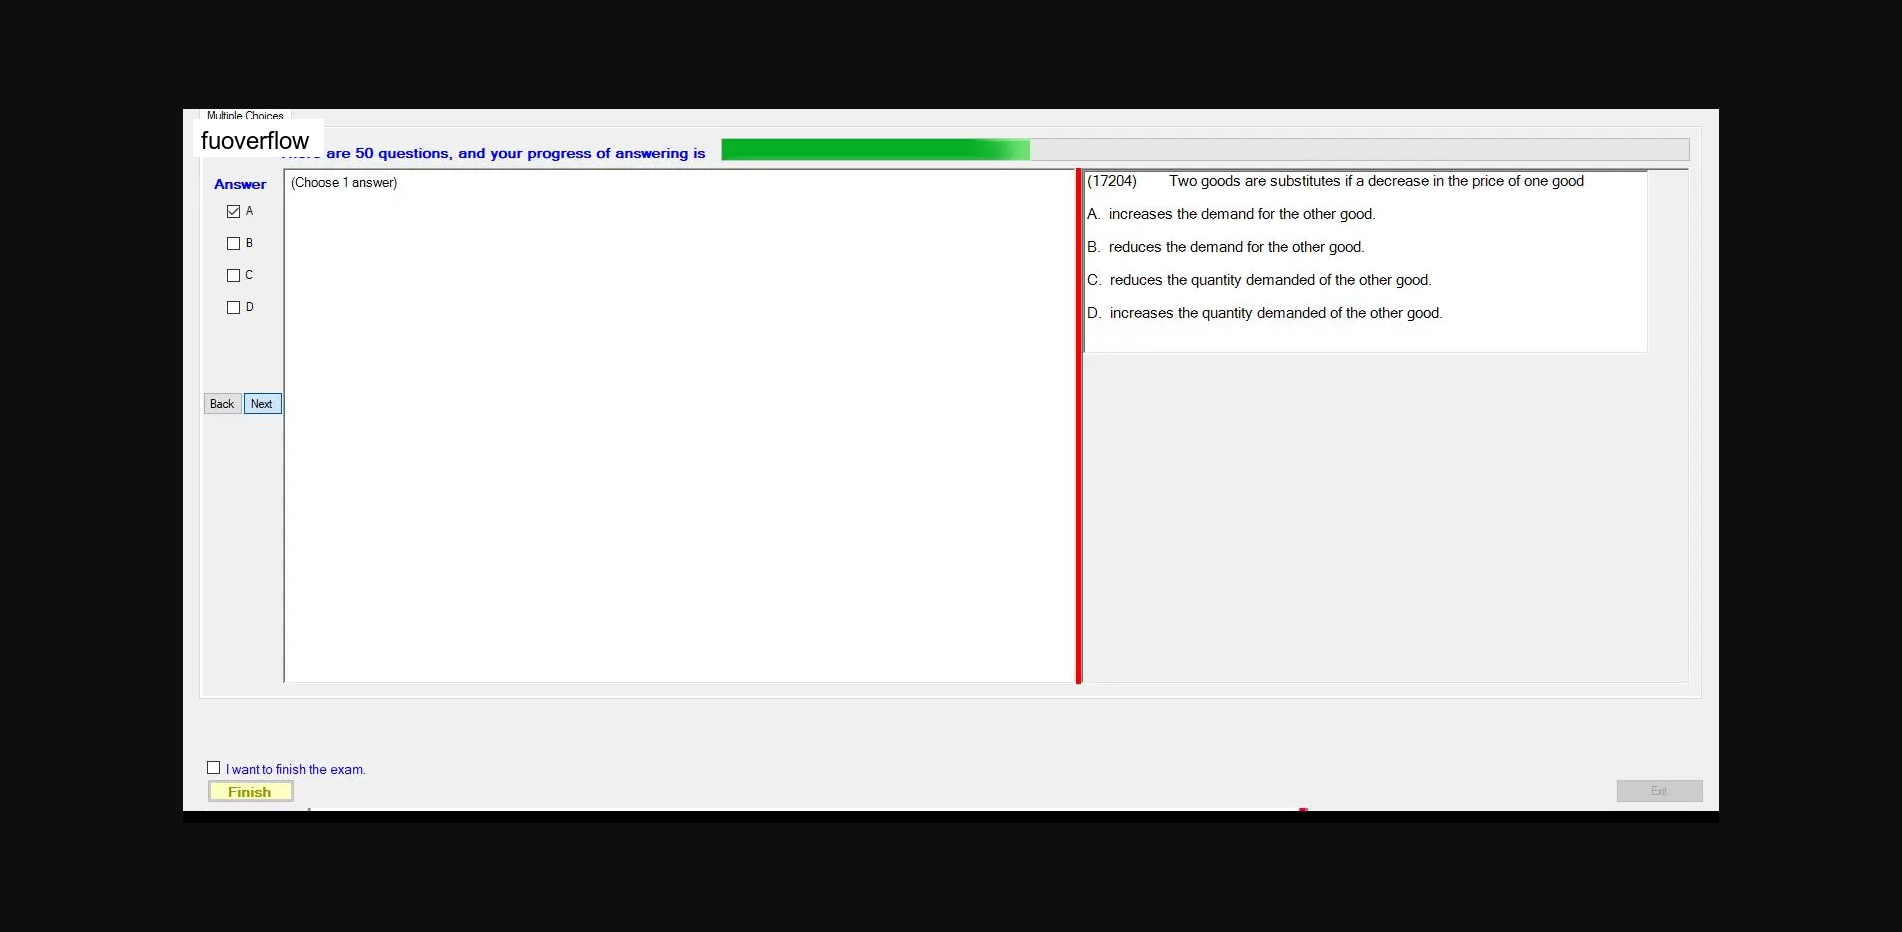 Multiple Choices
fuoverflow
are 50 questions, and your progress of answering is
Answer
(Choose 1 answer)
A
B
C
D
Back Next
(17204) Two goods are substitutes if a decrease in the price of one good
A. increases the demand for the other good.
B. reduces the demand for the other good.
C. reduces the quantity demanded of the other good.
D. increases the quantity demanded of the other good.
I want to finish the exam.
Finish
Exit